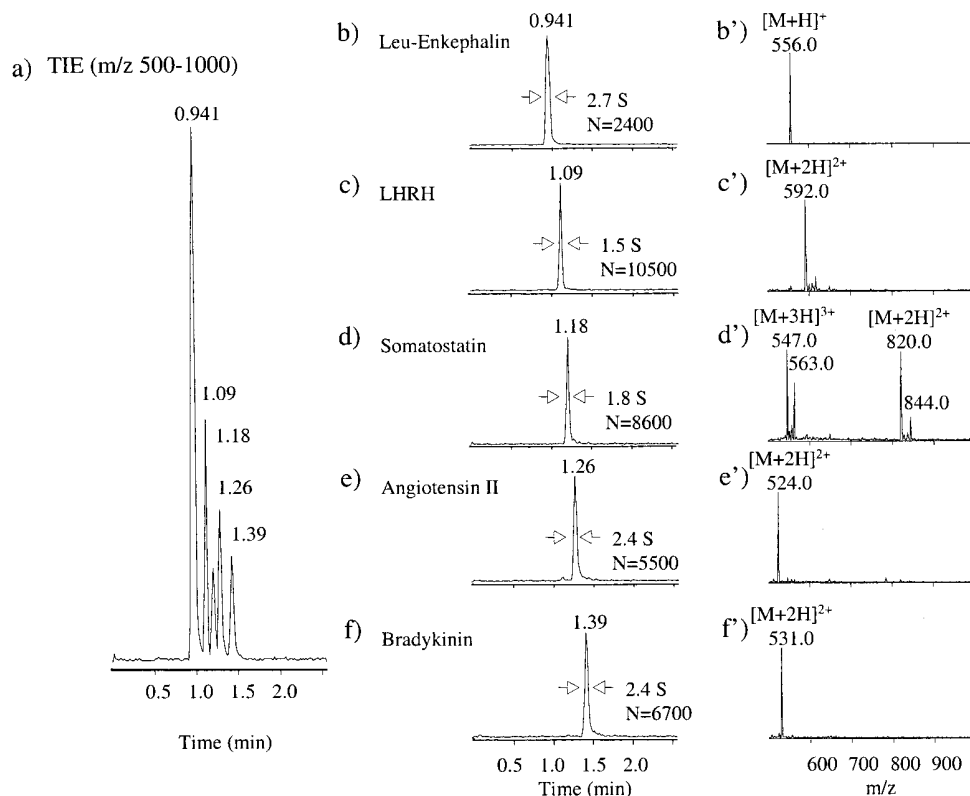 a) TIE (m/z 500-1000)
0.941
1.09
1.18
1.26
1.39
0.5 1.0 1.5 2.0
Time (min)
b) Leu-Enkephalin
0.941
2.7 S
N=2400
c) LHRH
1.09
1.5 S
N=10500
d) Somatostatin
1.18
1.8 S
N=8600
e) Angiotensin II
1.26
2.4 S
N=5500
f) Bradykinin
1.39
2.4 S
N=6700
0.5 1.0 1.5 2.0
Time (min)
b') [M+H]+
556.0
c') [M+2H]2+
592.0
d') [M+3H]3+ [M+2H]2+
547.0 820.0
563.0
844.0
e') [M+2H]2+
524.0
f') [M+2H]2+
531.0
600 700 800 900
m/z